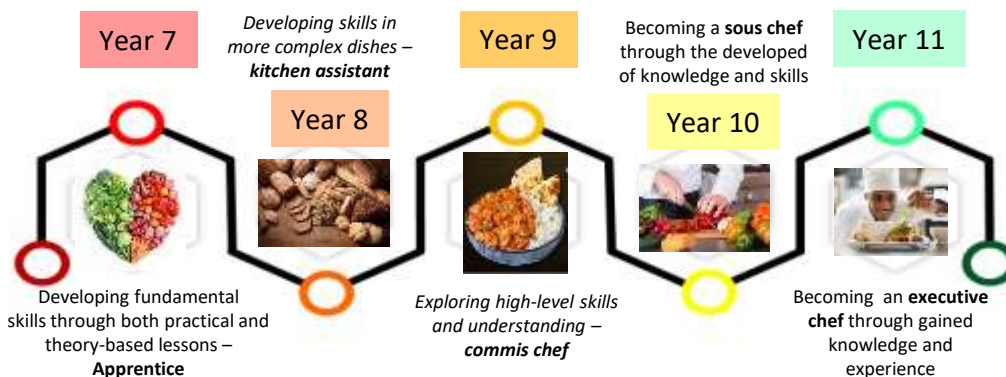 Year 7
Developing fundamental
skills through both practical and
theory-based lessons –
Apprentice
Developing skills in
more complex dishes –
kitchen assistant
Year 8
Year 9
Exploring high-level skills
and understanding –
commis chef
Becoming a sous chef
through the developed
of knowledge and skills
Year 10
Year 11
Becoming an executive
chef through gained
knowledge and
experience